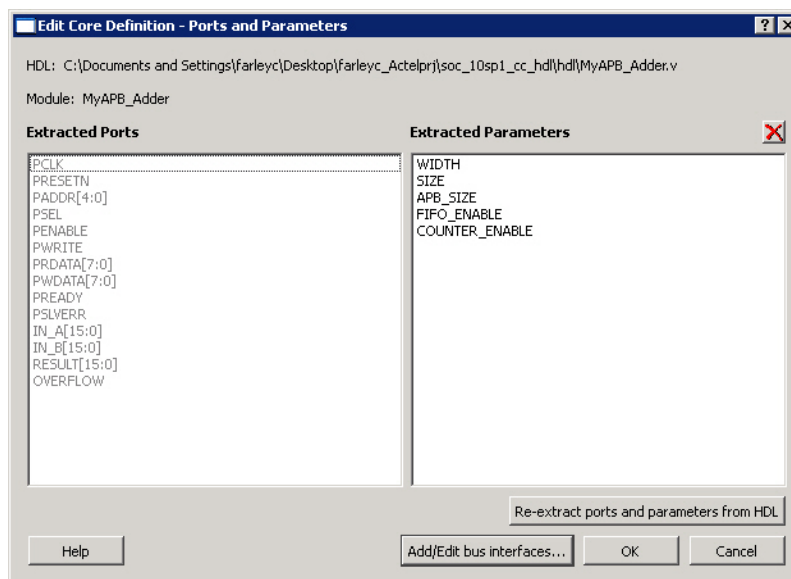 Edit Core Definition - Ports and Parameters
HDL: C:\Documents and Settings\farleyc\Desktop\farleyc_Actelprj\soc_10sp1_cc_hdl\hdl\MyAPB_Adder.v
Module: MyAPB_Adder
Extracted Ports
PCLK
PRESETN
PADDR[4:0]
PSEL
PENABLE
PWRITE
PRDATA[7:0]
PWDATA[7:0]
PREADY
PSLVERR
IN_A[15:0]
IN_B[15:0]
RESULT[15:0]
OVERFLOW
Extracted Parameters
WIDTH
SIZE
APB_SIZE
FIFO_ENABLE
COUNTER_ENABLE
Re-extract ports and parameters from HDL
Help
Add/Edit bus interfaces...
OK
Cancel